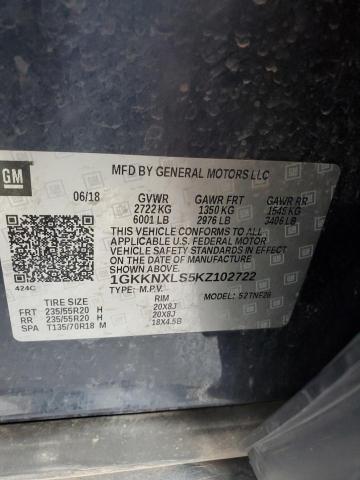 GM
MFD BY GENERAL MOTORS LLC
06/18 GVWR GAWR FRT GAWR RR
2722 KG 1350 KG 1545 KG
6001 LB 2976 LB 3406 LB
THIS VEHICLE CONFORMS TO ALL APPLICABLE
U.S. FEDERAL MOTOR
VEHICLE SAFETY AND THEFT PREVENTION
STANDARDS IN EFFECT ON THE DATE OF
MANUFACTURE SHOWN ABOVE.
1GKKNXLS5KZ102722
424C
TYPE: M.P.V. MODEL: 52TNF26
TIRE SIZE RIM
FRT 235/55R20 H 20X8J
RR 235/55R20 H 20X8J
SPA T135/70R18 M 18X4.5B